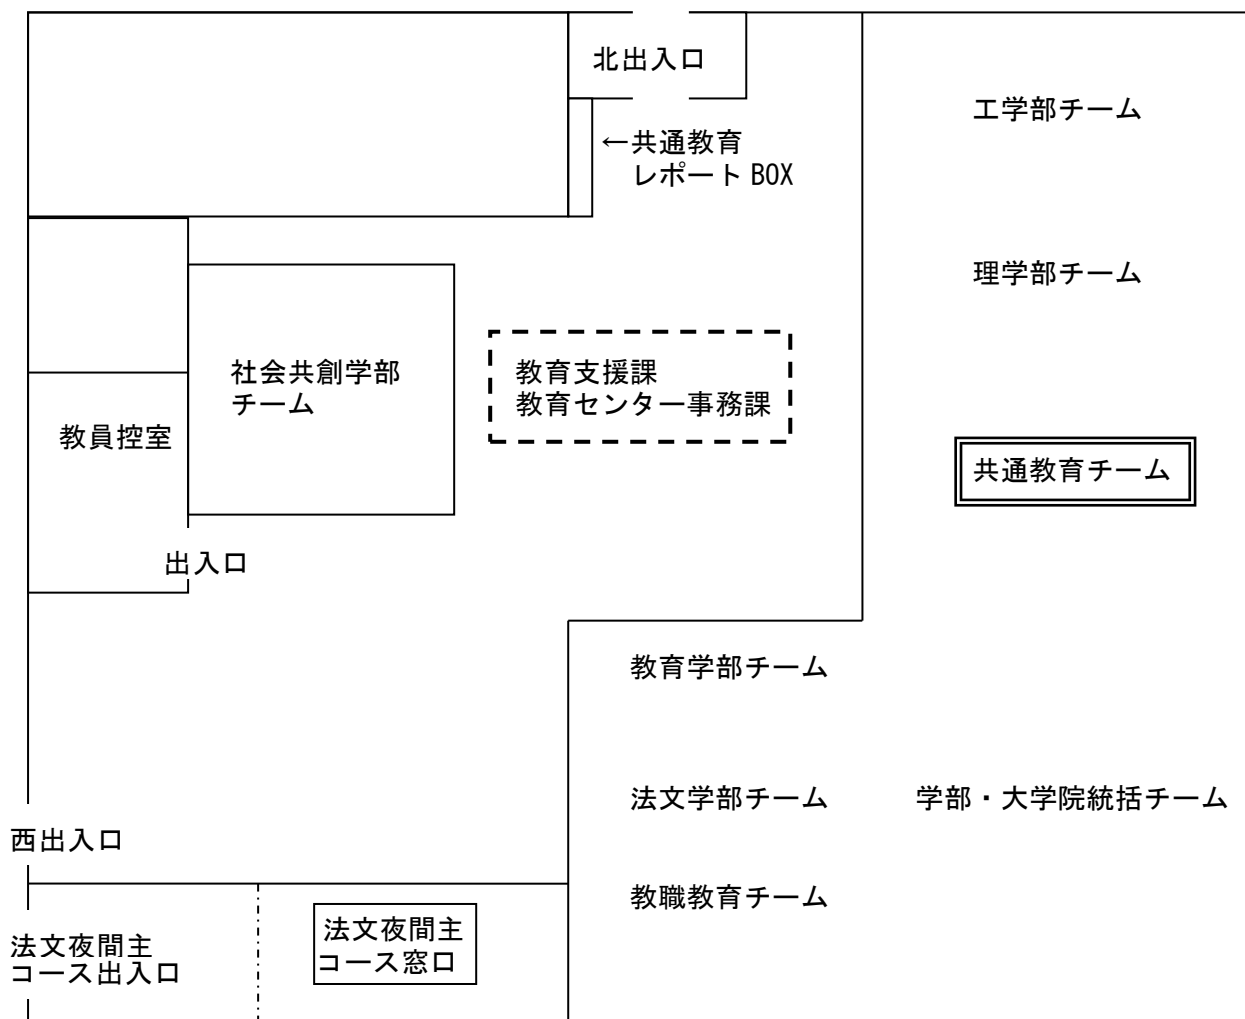 北出入口
工学部チーム
←共通教育
レポート BOX
理学部チーム
社会共創学部
チーム
教育支援課
教育センター事務課
教員控室
共通教育チーム
出入口
教育学部チーム
法文学部チーム
学部・大学院統括チーム
西出入口
教職教育チーム
法文夜間主
コース出入口
法文夜間主
コース窓口